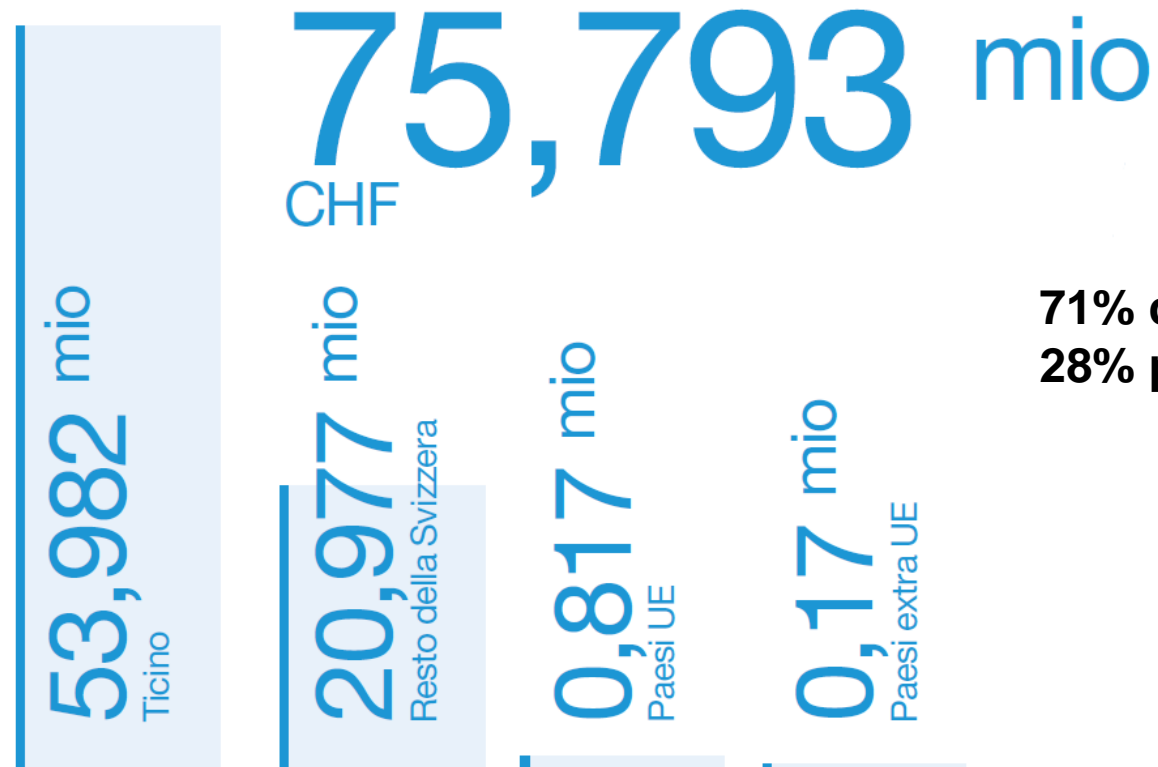 75,793 mio
CHF
53,982 mio
Ticino
20,977 mio
Resto della Svizzera
0,817 mio
Paesi UE
0,17 mio
Paesi extra UE
71%
28%